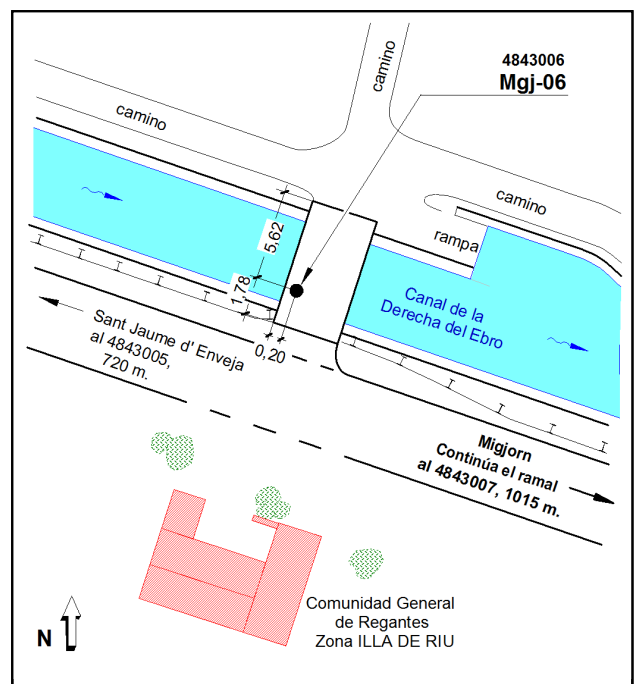 4843006
Mgj-06
camino
camino
camino
rampa
5,62
1,78
0,20
Canal de la
Derecha del Ebro
Sant Jaume d' Enveja
al 4843005,
720 m.
Migjorn
Continúa el ramal
al 4843007, 1015 m.
Comunidad General
de Regantes
Zona ILLA DE RIU
N